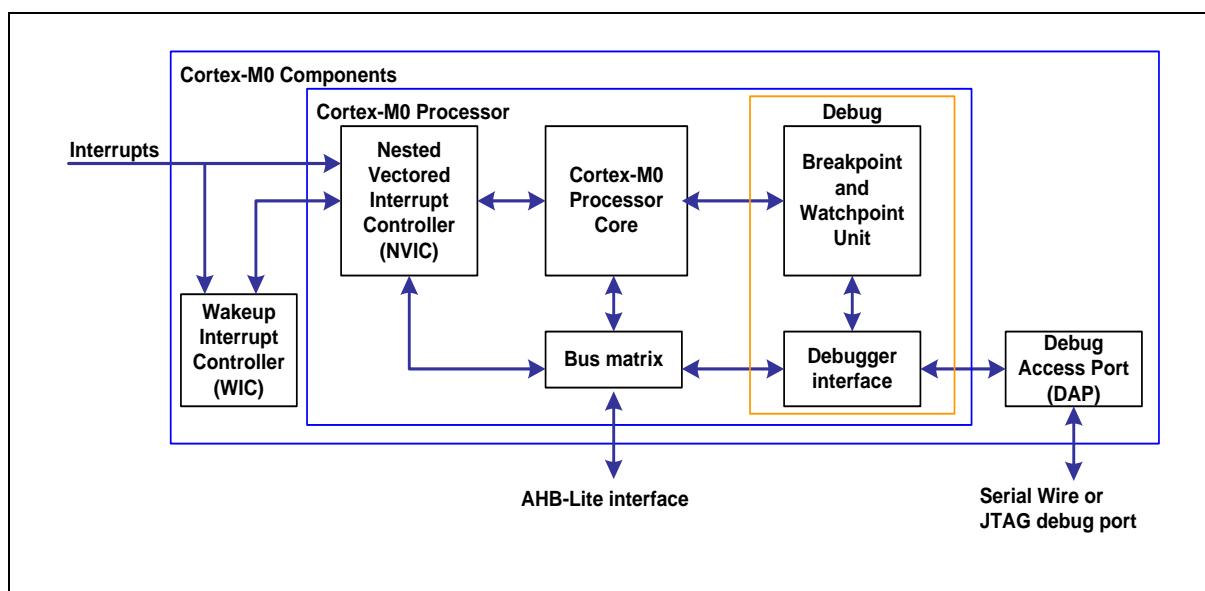 Cortex-M0 Components
Cortex-M0 Processor
Debug
Interrupts
Nested
Vectored
Interrupt
Controller
(NVIC)
Cortex-M0
Processor
Core
Breakpoint
and
Watchpoint
Unit
Wakeup
Interrupt
Controller
(WIC)
Bus matrix
Debugger
interface
Debug
Access Port
(DAP)
AHB-Lite interface
Serial Wire or
JTAG debug port